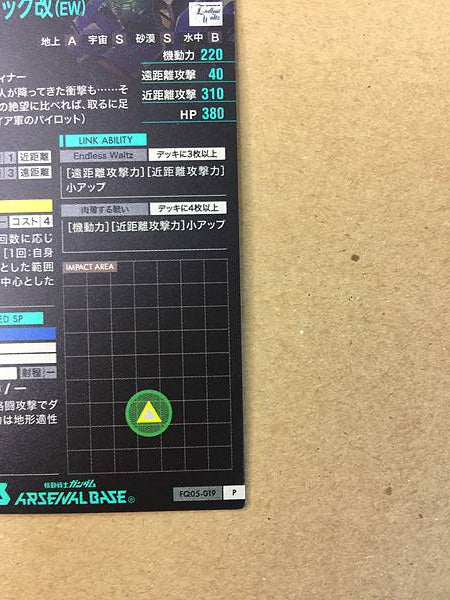 ック改(EW)
Endless Waltz
地上 A 宇宙 S 砂漠 S 水中 B
機動力 220
遠距離攻撃 40
近距離攻撃 310
HP 380
ィナー
人が降ってきた衝撃も……そ
の絶望に比べれば、取るに足
ィア軍のパイロット)
LINK ABILITY
Endless Waltz デッキに3枚以上
[遠距離攻撃力][近距離攻撃力]
小アップ
肉薄する戦い デッキに4枚以上
[機動力][近距離攻撃力]小アップ
1 近距離
3 遠距離
ー コスト 4
回数に応じ
[1回:自身
とした範囲
中心とした
IMPACT AREA
ED SP
射程 ー
/ ー
格闘攻撃でダ
は地形適性
機動戦士ガンダム
ARSENAL BASE®
FQ05-019 P